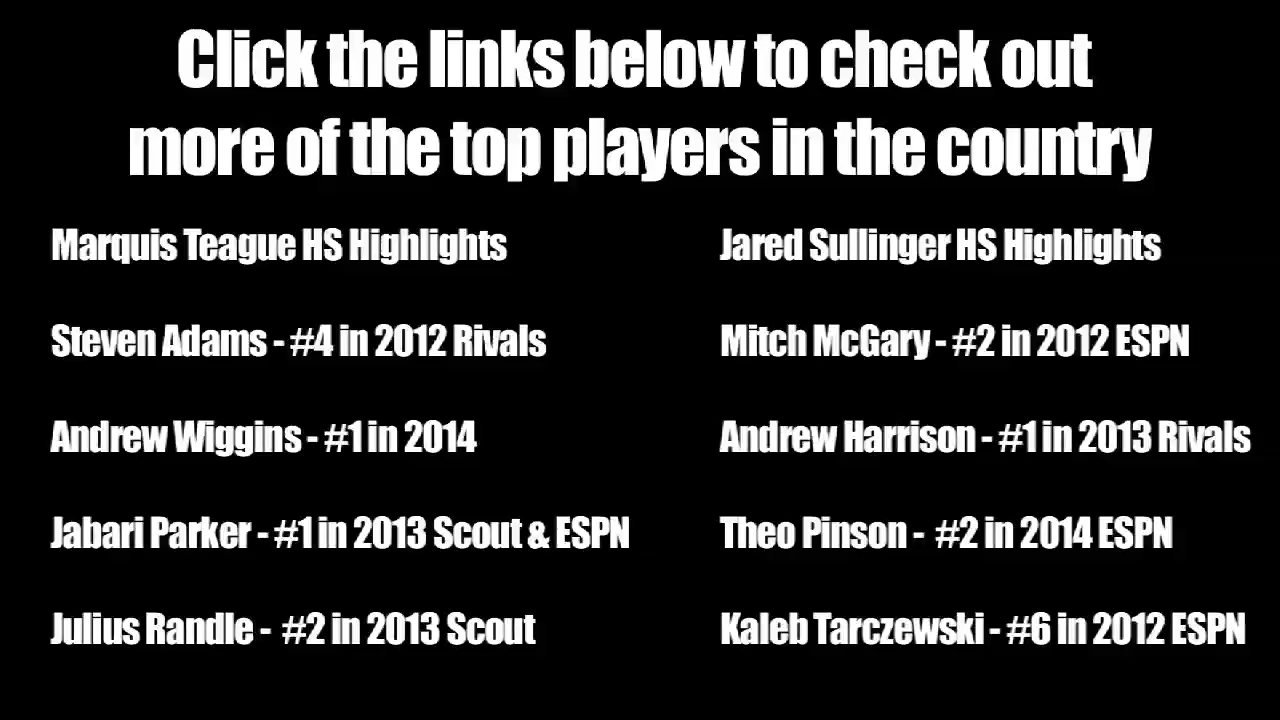 Click the links below to check out
more of the top players in the country
Marquis Teague HS Highlights
Jared Sullinger HS Highlights
Steven Adams - #4 in 2012 Rivals
Mitch McGary - #2 in 2012 ESPN
Andrew Wiggins - #1 in 2014
Andrew Harrison - #1 in 2013 Rivals
Jabari Parker - #1 in 2013 Scout & ESPN
Theo Pinson - #2 in 2014 ESPN
Julius Randle - #2 in 2013 Scout
Kaleb Tarczewski - #6 in 2012 ESPN